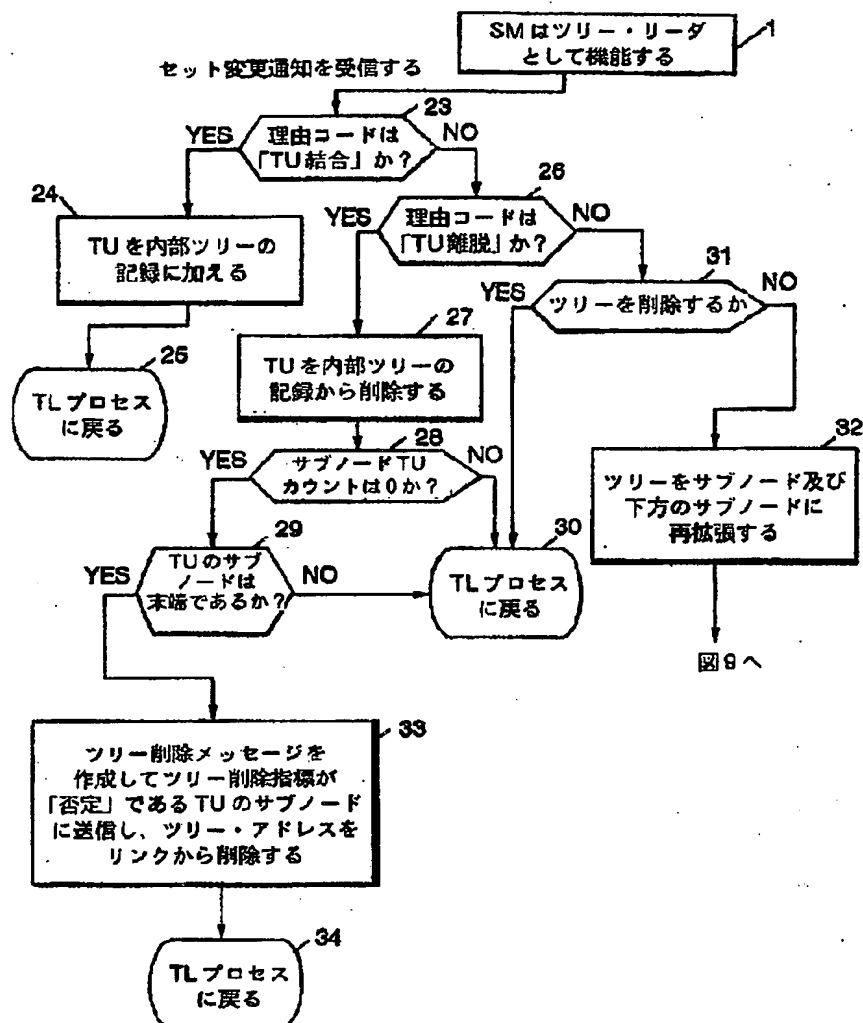 SMはツリー・リーダ
として機能する
1
セット変更通知を受信する
23
理由コードは
「TU結合」か?
YES
NO
24
TUを内部ツリーの
記録に加える
25
TLプロセス
に戻る
26
理由コードは
「TU離脱」か?
YES
NO
27
TUを内部ツリーの
記録から削除する
31
ツリーを削除するか
YES
NO
28
サブノードTU
カウントは0か?
YES
NO
32
ツリーをサブノード及び
下方のサブノードに
再拡張する
29
TUのサブ
ノードは
末端であるか?
YES
NO
30
TLプロセス
に戻る
図9へ
33
ツリー削除メッセージを
作成してツリー削除指標が
「否定」であるTUのサブノード
に送信し、ツリー・アドレスを
リンクから削除する
34
TLプロセス
に戻る